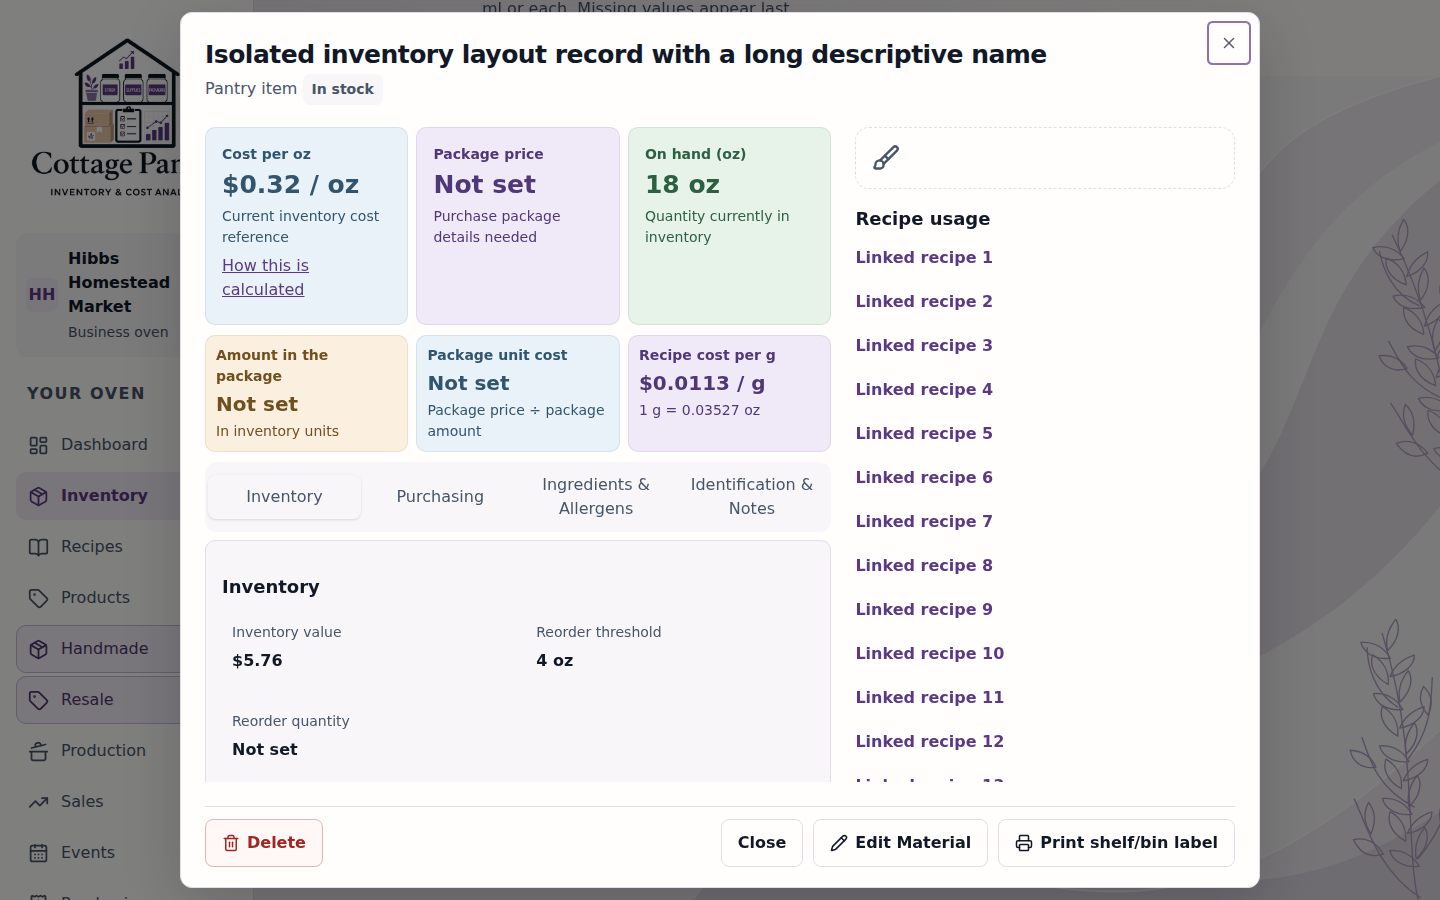 ml or each. Missing values appear last
Isolated inventory layout record with a long descriptive name
Pantry item In stock
Cottage Pan
INVENTORY & COST ANAL
Hibbs
Homestead
Market
HH
Business oven
YOUR OVEN
Dashboard
Inventory
Recipes
Products
Handmade
Resale
Production
Sales
Events
Cost per oz
$0.32 / oz
Current inventory cost
reference
How this is
calculated
Package price
Not set
Purchase package
details needed
On hand (oz)
18 oz
Quantity currently in
inventory
Amount in the
package
Not set
In inventory units
Package unit cost
Not set
Package price ÷ package
amount
Recipe cost per g
$0.0113 / g
1 g = 0.03527 oz
Inventory
Purchasing
Ingredients &
Allergens
Identification &
Notes
Inventory
Inventory value
$5.76
Reorder threshold
4 oz
Reorder quantity
Not set
Recipe usage
Linked recipe 1
Linked recipe 2
Linked recipe 3
Linked recipe 4
Linked recipe 5
Linked recipe 6
Linked recipe 7
Linked recipe 8
Linked recipe 9
Linked recipe 10
Linked recipe 11
Linked recipe 12
Linked recipe 13
Delete
Close
Edit Material
Print shelf/bin label